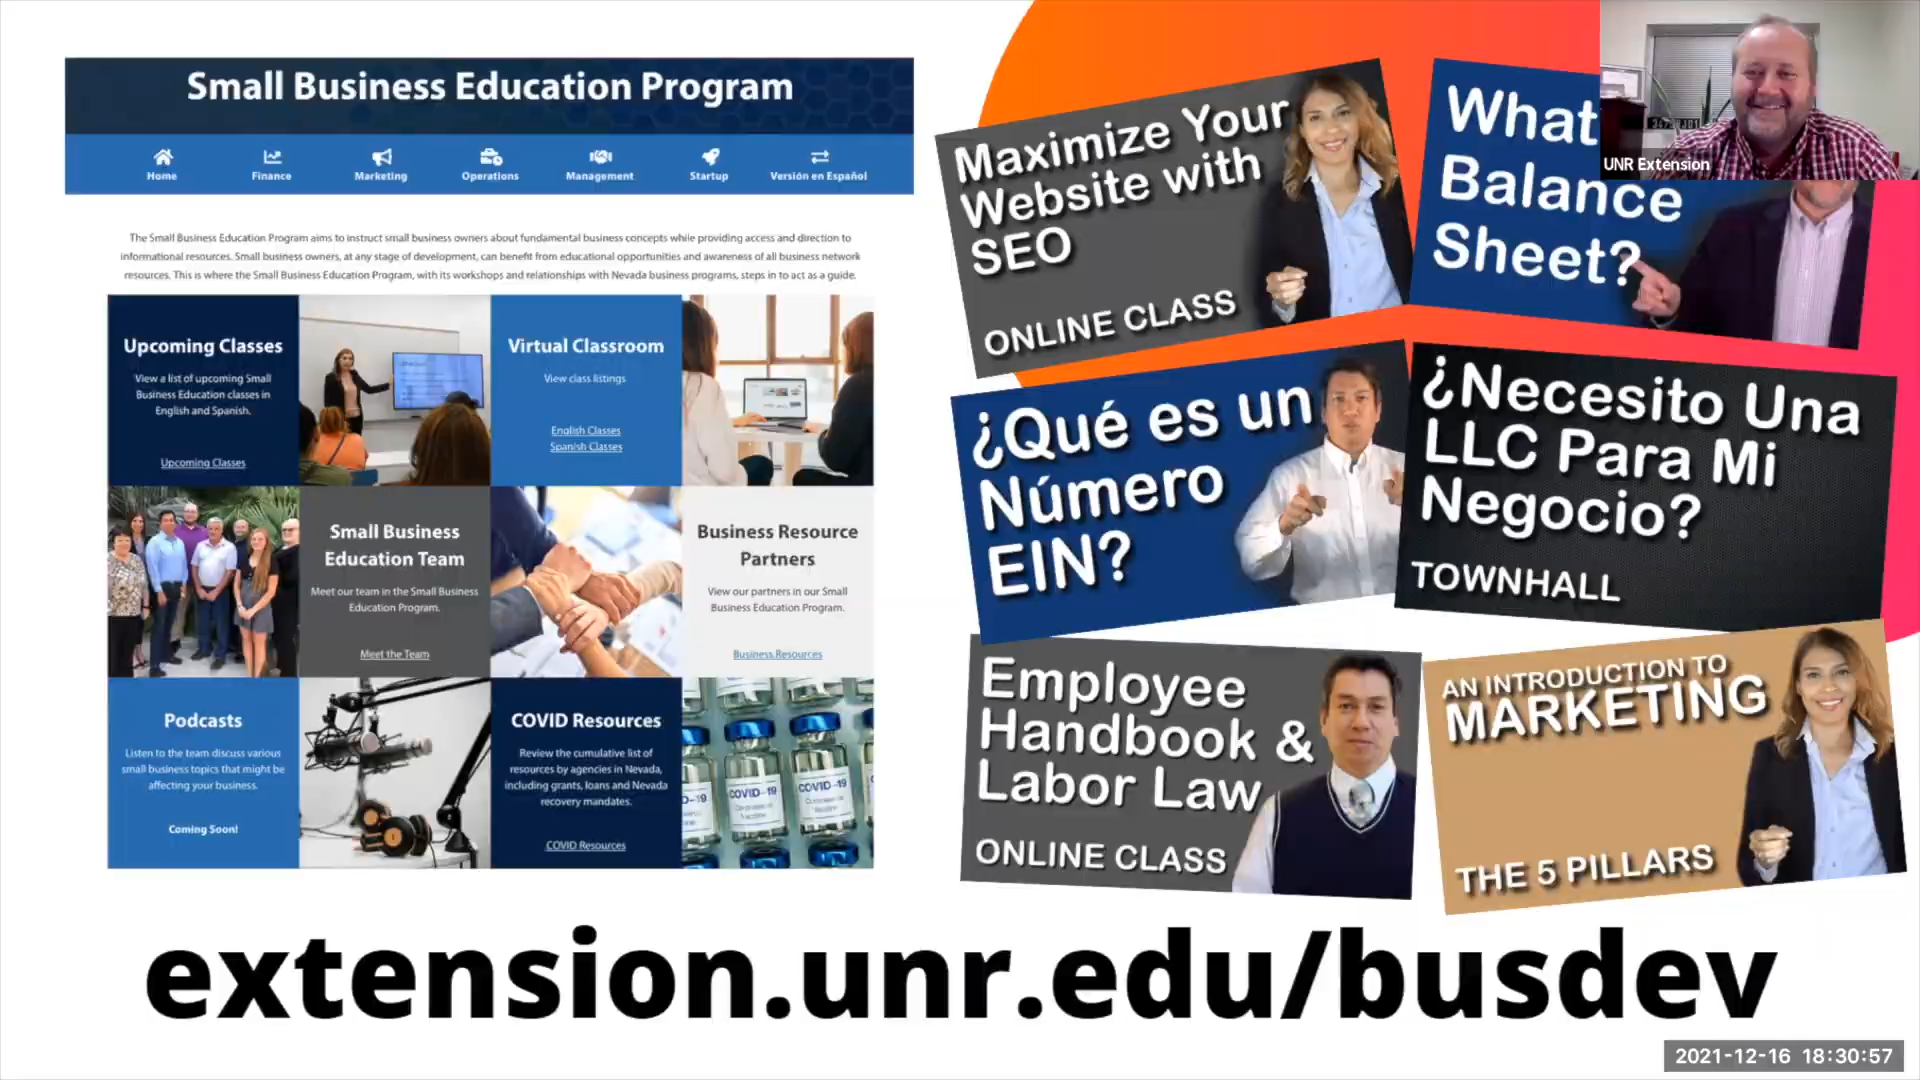 Small Business Education Program
Home
Finance
Marketing
Operations
Management
Startup
Versión en Español
The Small Business Education Program aims to instruct small business owners about fundamental business concepts while providing access and direction to
informational resources. Small business owners, at any stage of development, can benefit from educational opportunities and awareness of all business network
resources. This is where the Small Business Education Program, with its workshops and relationships with Nevada business programs, steps in to act as a guide.
Upcoming Classes
View a list of upcoming Small
Business Education classes in
English and Spanish.
Upcoming Classes
Virtual Classroom
View class listings
English Classes
Spanish Classes
Small Business
Education Team
Meet our team in the Small Business
Education Program.
Meet the Team
Business Resource
Partners
View our partners in our Small
Business Education Program.
Business Resources
Podcasts
Listen to the team discuss various
small business topics that might be
affecting your business.
Coming Soon!
COVID Resources
Review the cumulative list of
resources by agencies in Nevada,
including grants, loans and Nevada
recovery mandates.
COVID Resources
COVID-19
COVID-19
Maximize Your
Website with
SEO
ONLINE CLASS
What
Balance
Sheet?
UNR Extension
¿Qué es un
Número
EIN?
¿Necesito Una
LLC Para Mi
Negocio?
TOWNHALL
Employee
Handbook &
Labor Law
ONLINE CLASS
AN INTRODUCTION TO
MARKETING
THE 5 PILLARS
extension.unr.edu/busdev
2021-12-16 18:30:57